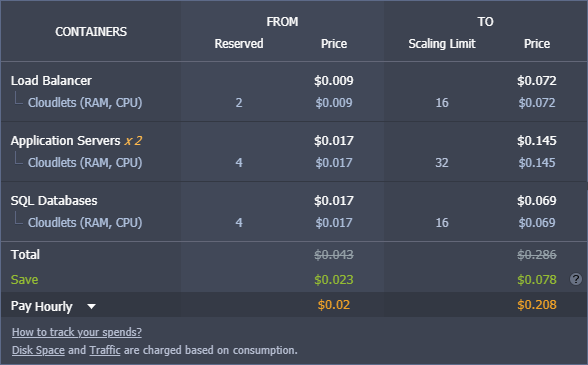 CONTAINERS FROM TO
Reserved Price Scaling Limit Price
Load Balancer $0.009 $0.072
Cloudlets (RAM, CPU) 2 $0.009 16 $0.072
Application Servers x 2 $0.017 $0.145
Cloudlets (RAM, CPU) 4 $0.017 32 $0.145
SQL Databases $0.017 $0.069
Cloudlets (RAM, CPU) 4 $0.017 16 $0.069
Total $0.043 $0.286
Save $0.023 $0.078 ?
Pay Hourly $0.02 $0.208
How to track your spends?
Disk Space and Traffic are charged based on consumption.